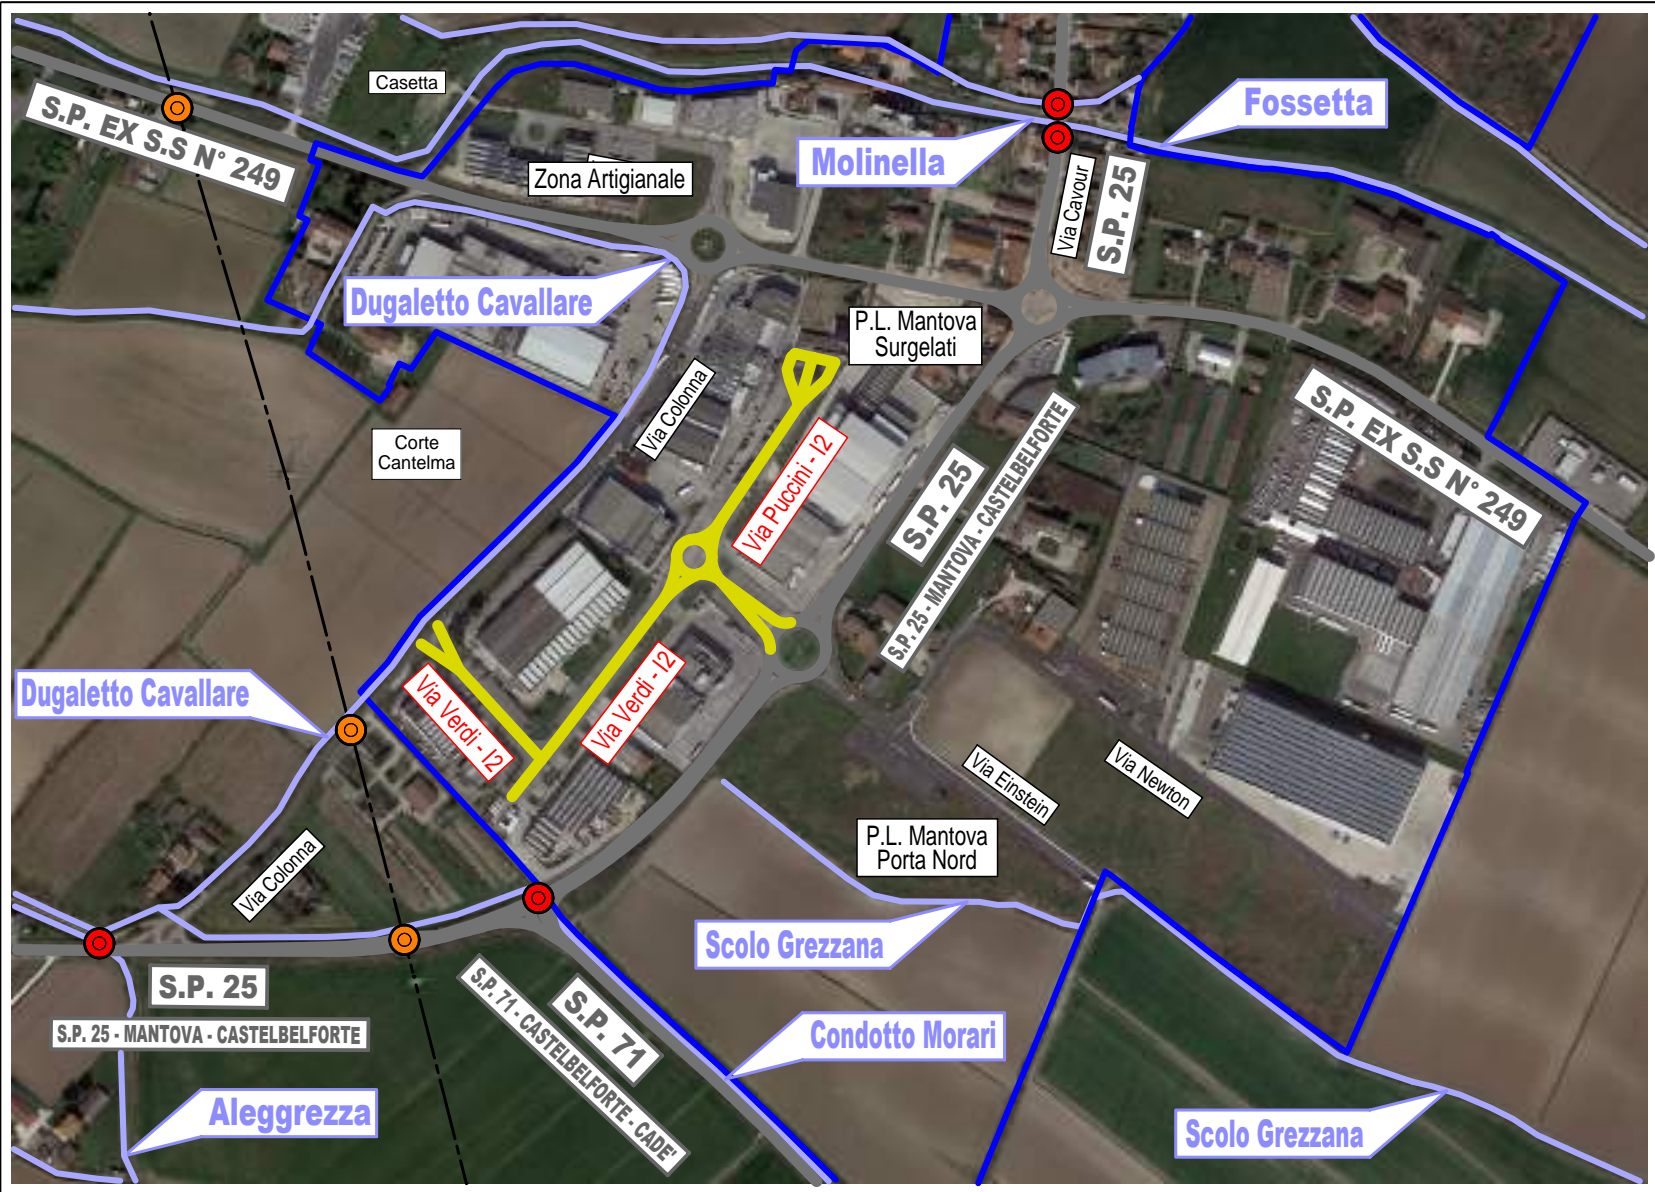 Casetta
S.P. EX S.S N° 249
Fossetta
Molinella
Zona Artigianale
Via Cavour
S.P. 25
Dugaletto Cavallare
P.L. Mantova
Surgelati
Via Colonna
S.P. EX S.S N° 249
Corte
Cantelma
Via Puccini - I2
S.P. 25
S.P. 25 - MANTOVA - CASTELBELFORTE
Dugaletto Cavallare
Via Verdi - I2
Via Verdi - I2
Via Einstein
Via Newton
P.L. Mantova
Porta Nord
Via Colonna
Scolo Grezzana
S.P. 25
S.P. 25 - MANTOVA - CASTELBELFORTE
S.P. 71
S.P. 71 - CASTELBELFORTE - CADE'
Condotto Morari
Aleggrezza
Scolo Grezzana